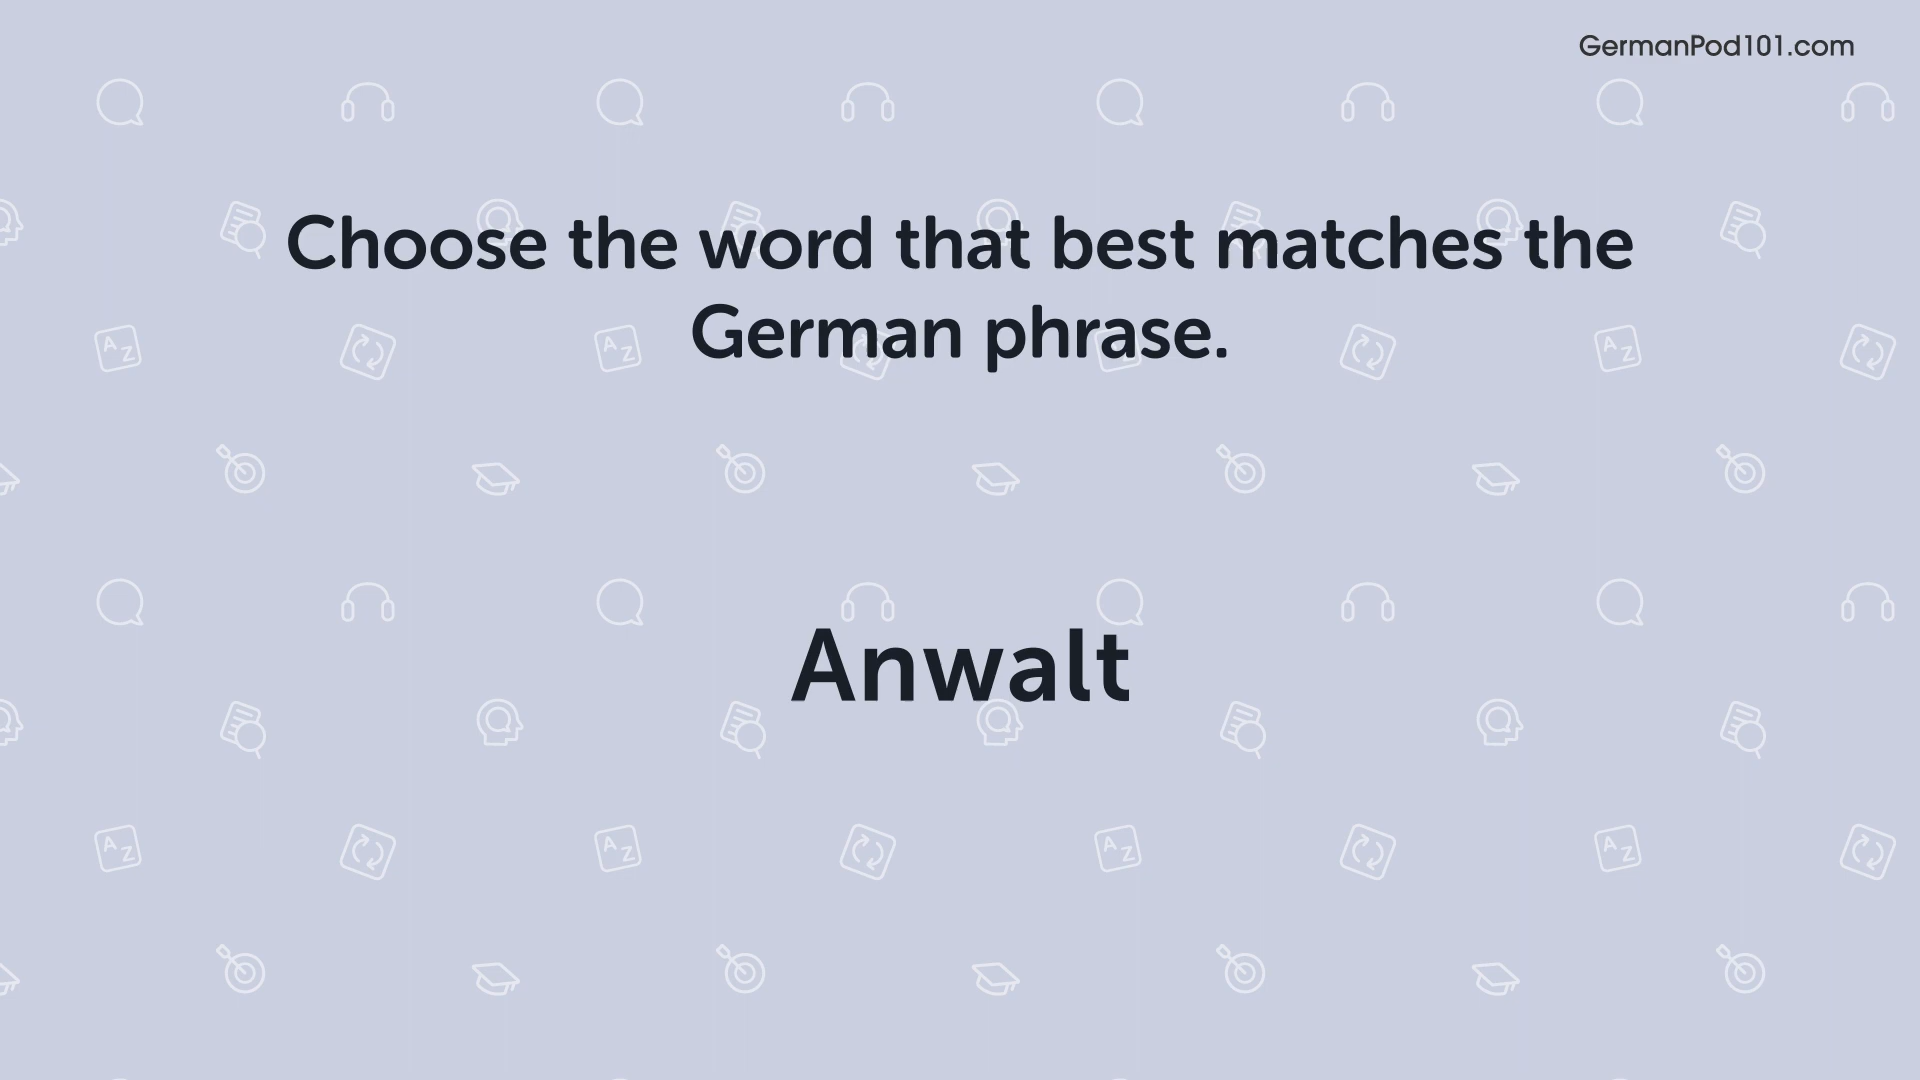 GermanPod101.com
Choose the word that best matches the
German phrase.
Anwalt